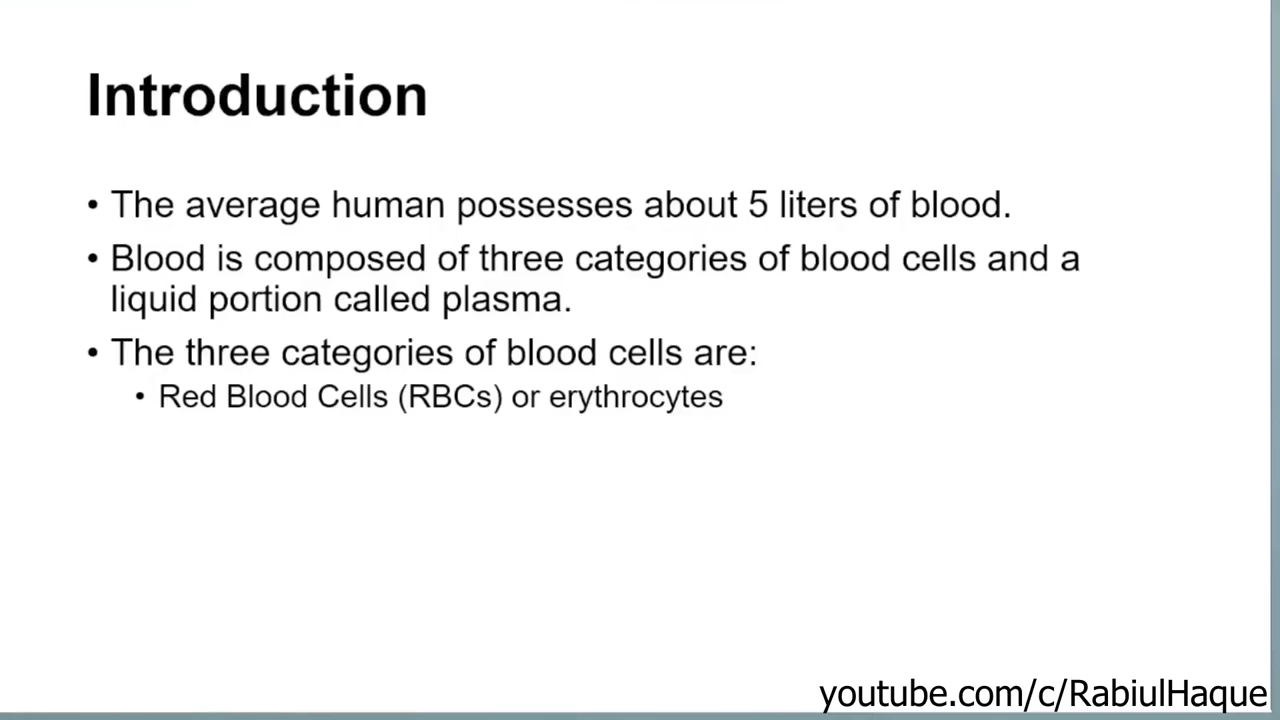 Introduction
• The average human possesses about 5 liters of blood.
• Blood is composed of three categories of blood cells and a
liquid portion called plasma.
• The three categories of blood cells are:
• Red Blood Cells (RBCs) or erythrocytes
youtube.com/c/RabiulHaque